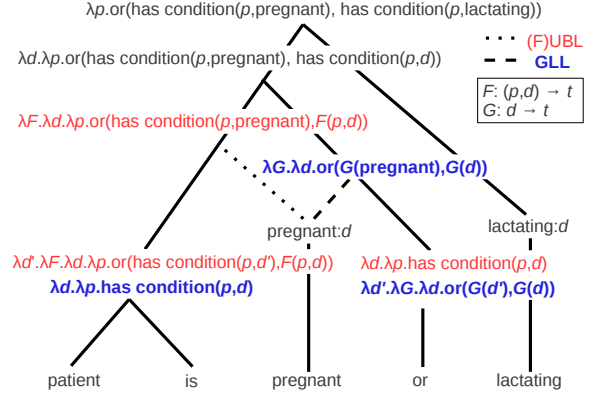 λp.or(has condition(p,pregnant), has condition(p,lactating))
λd.λp.or(has condition(p,pregnant), has condition(p,d))
(F)UBL
GLL
F: (p,d) → t
G: d → t
λF.λd.λp.or(has condition(p,pregnant),F(p,d))
λG.λd.or(G(pregnant),G(d))
pregnant:d
lactating:d
λd'.λF.λd.λp.or(has condition(p,d'),F(p,d))
λd.λp.has condition(p,d)
λd.λp.has condition(p,d)
λd'.λG.λd.or(G(d'),G(d))
patient is pregnant or lactating